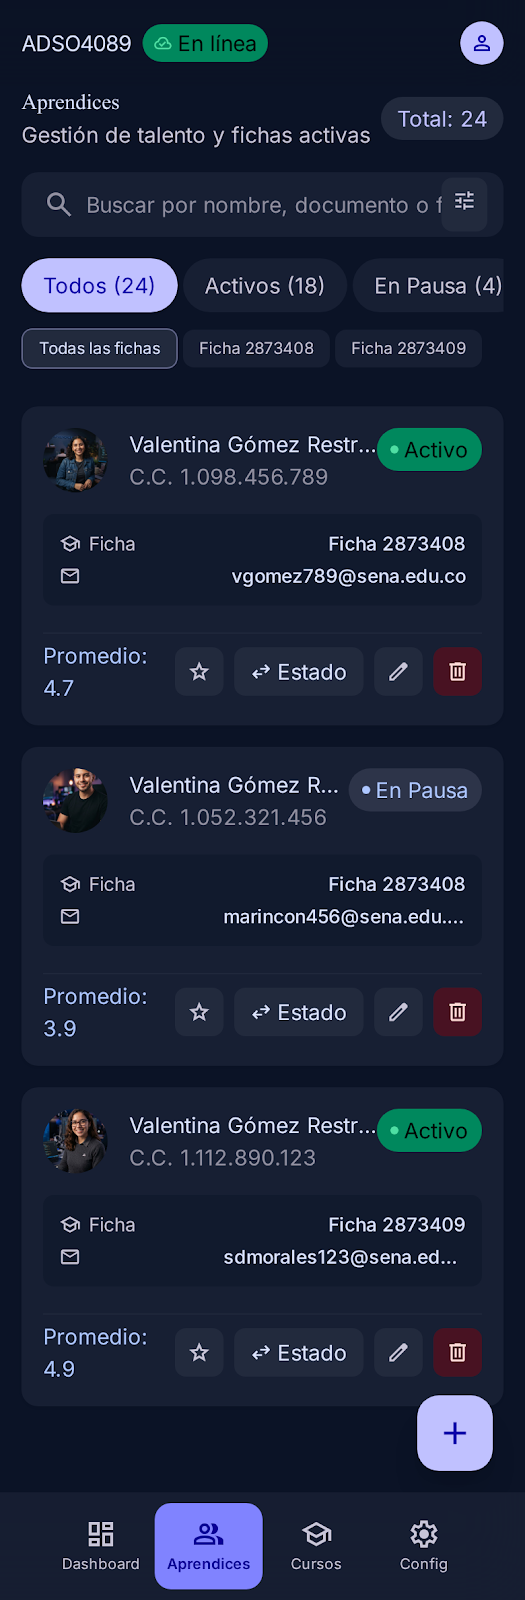 ADSO4089 En línea
Aprendices
Gestión de talento y fichas activas
Total: 24
Buscar por nombre, documento o f
Todos (24) Activos (18) En Pausa (4)
Todas las fichas Ficha 2873408 Ficha 2873409
Valentina Gómez Restr... Activo
C.C. 1.098.456.789
Ficha Ficha 2873408
vgomez789@sena.edu.co
Promedio:
4.7
Estado
Valentina Gómez R... En Pausa
C.C. 1.052.321.456
Ficha Ficha 2873408
marincon456@sena.edu....
Promedio:
3.9
Estado
Valentina Gómez Restr... Activo
C.C. 1.112.890.123
Ficha Ficha 2873409
sdmorales123@sena.ed...
Promedio:
4.9
Estado
Dashboard Aprendices Cursos Config